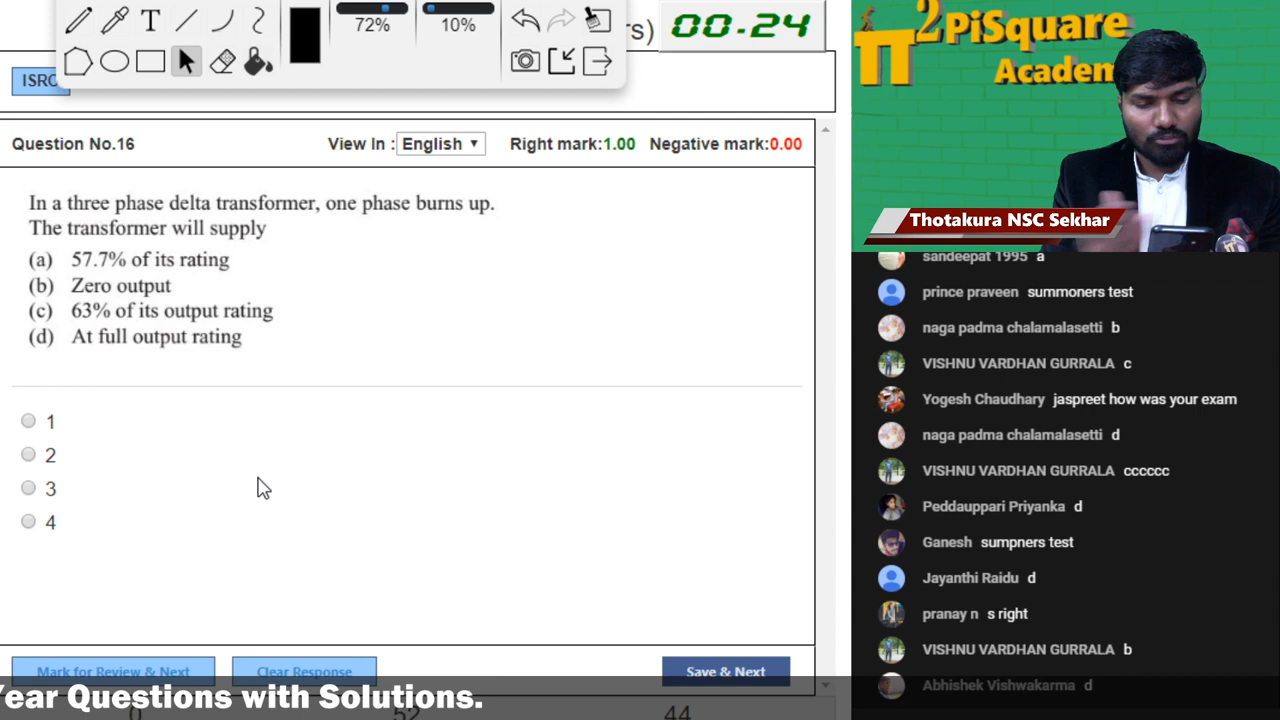 72%
10%
rs)
00-24
ISRO
Question No.16
View In :
English
Right mark:1.00
Negative mark:0.00
In a three phase delta transformer, one phase burns up.
The transformer will supply
(a) 57.7% of its rating
(b) Zero output
(c) 63% of its output rating
(d) At full output rating
1
2
3
4
Mark for Review & Next
Clear Response
Save & Next
Year Questions with Solutions.
0
52
44
π2PiSquare
Academ
Thotakura NSC Sekhar
sandeepat 1995 a
prince praveen summoners test
naga padma chalamalasetti b
VISHNU VARDHAN GURRALA c
Yogesh Chaudhary jaspreet how was your exam
naga padma chalamalasetti d
VISHNU VARDHAN GURRALA cccccc
Peddauppari Priyanka d
Ganesh sumpners test
Jayanthi Raidu d
pranay n s right
VISHNU VARDHAN GURRALA b
Abhishek Vishwakarma d